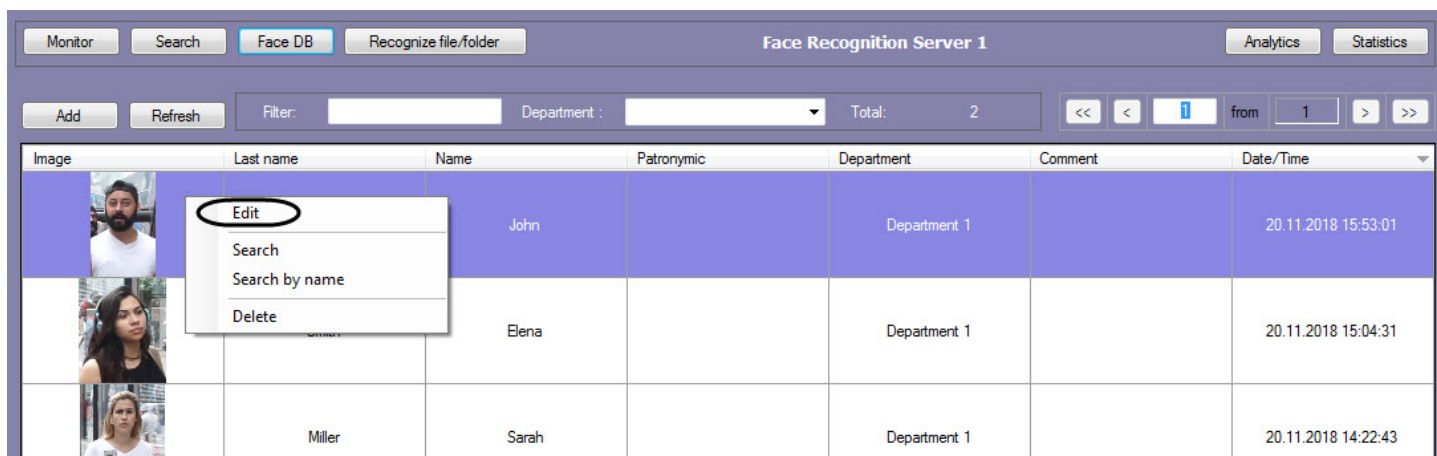 Monitor Search Face DB Recognize file/folder Face Recognition Server 1 Analytics Statistics
Add Refresh Filter: Department : Total: 2 << < 1 from 1 > >>
Image Last name Name Patronymic Department Comment Date/Time
Edit
John Department 1 20.11.2018 15:53:01
Search
Search by name
Delete
Elena Department 1 20.11.2018 15:04:31
Miller Sarah Department 1 20.11.2018 14:22:43